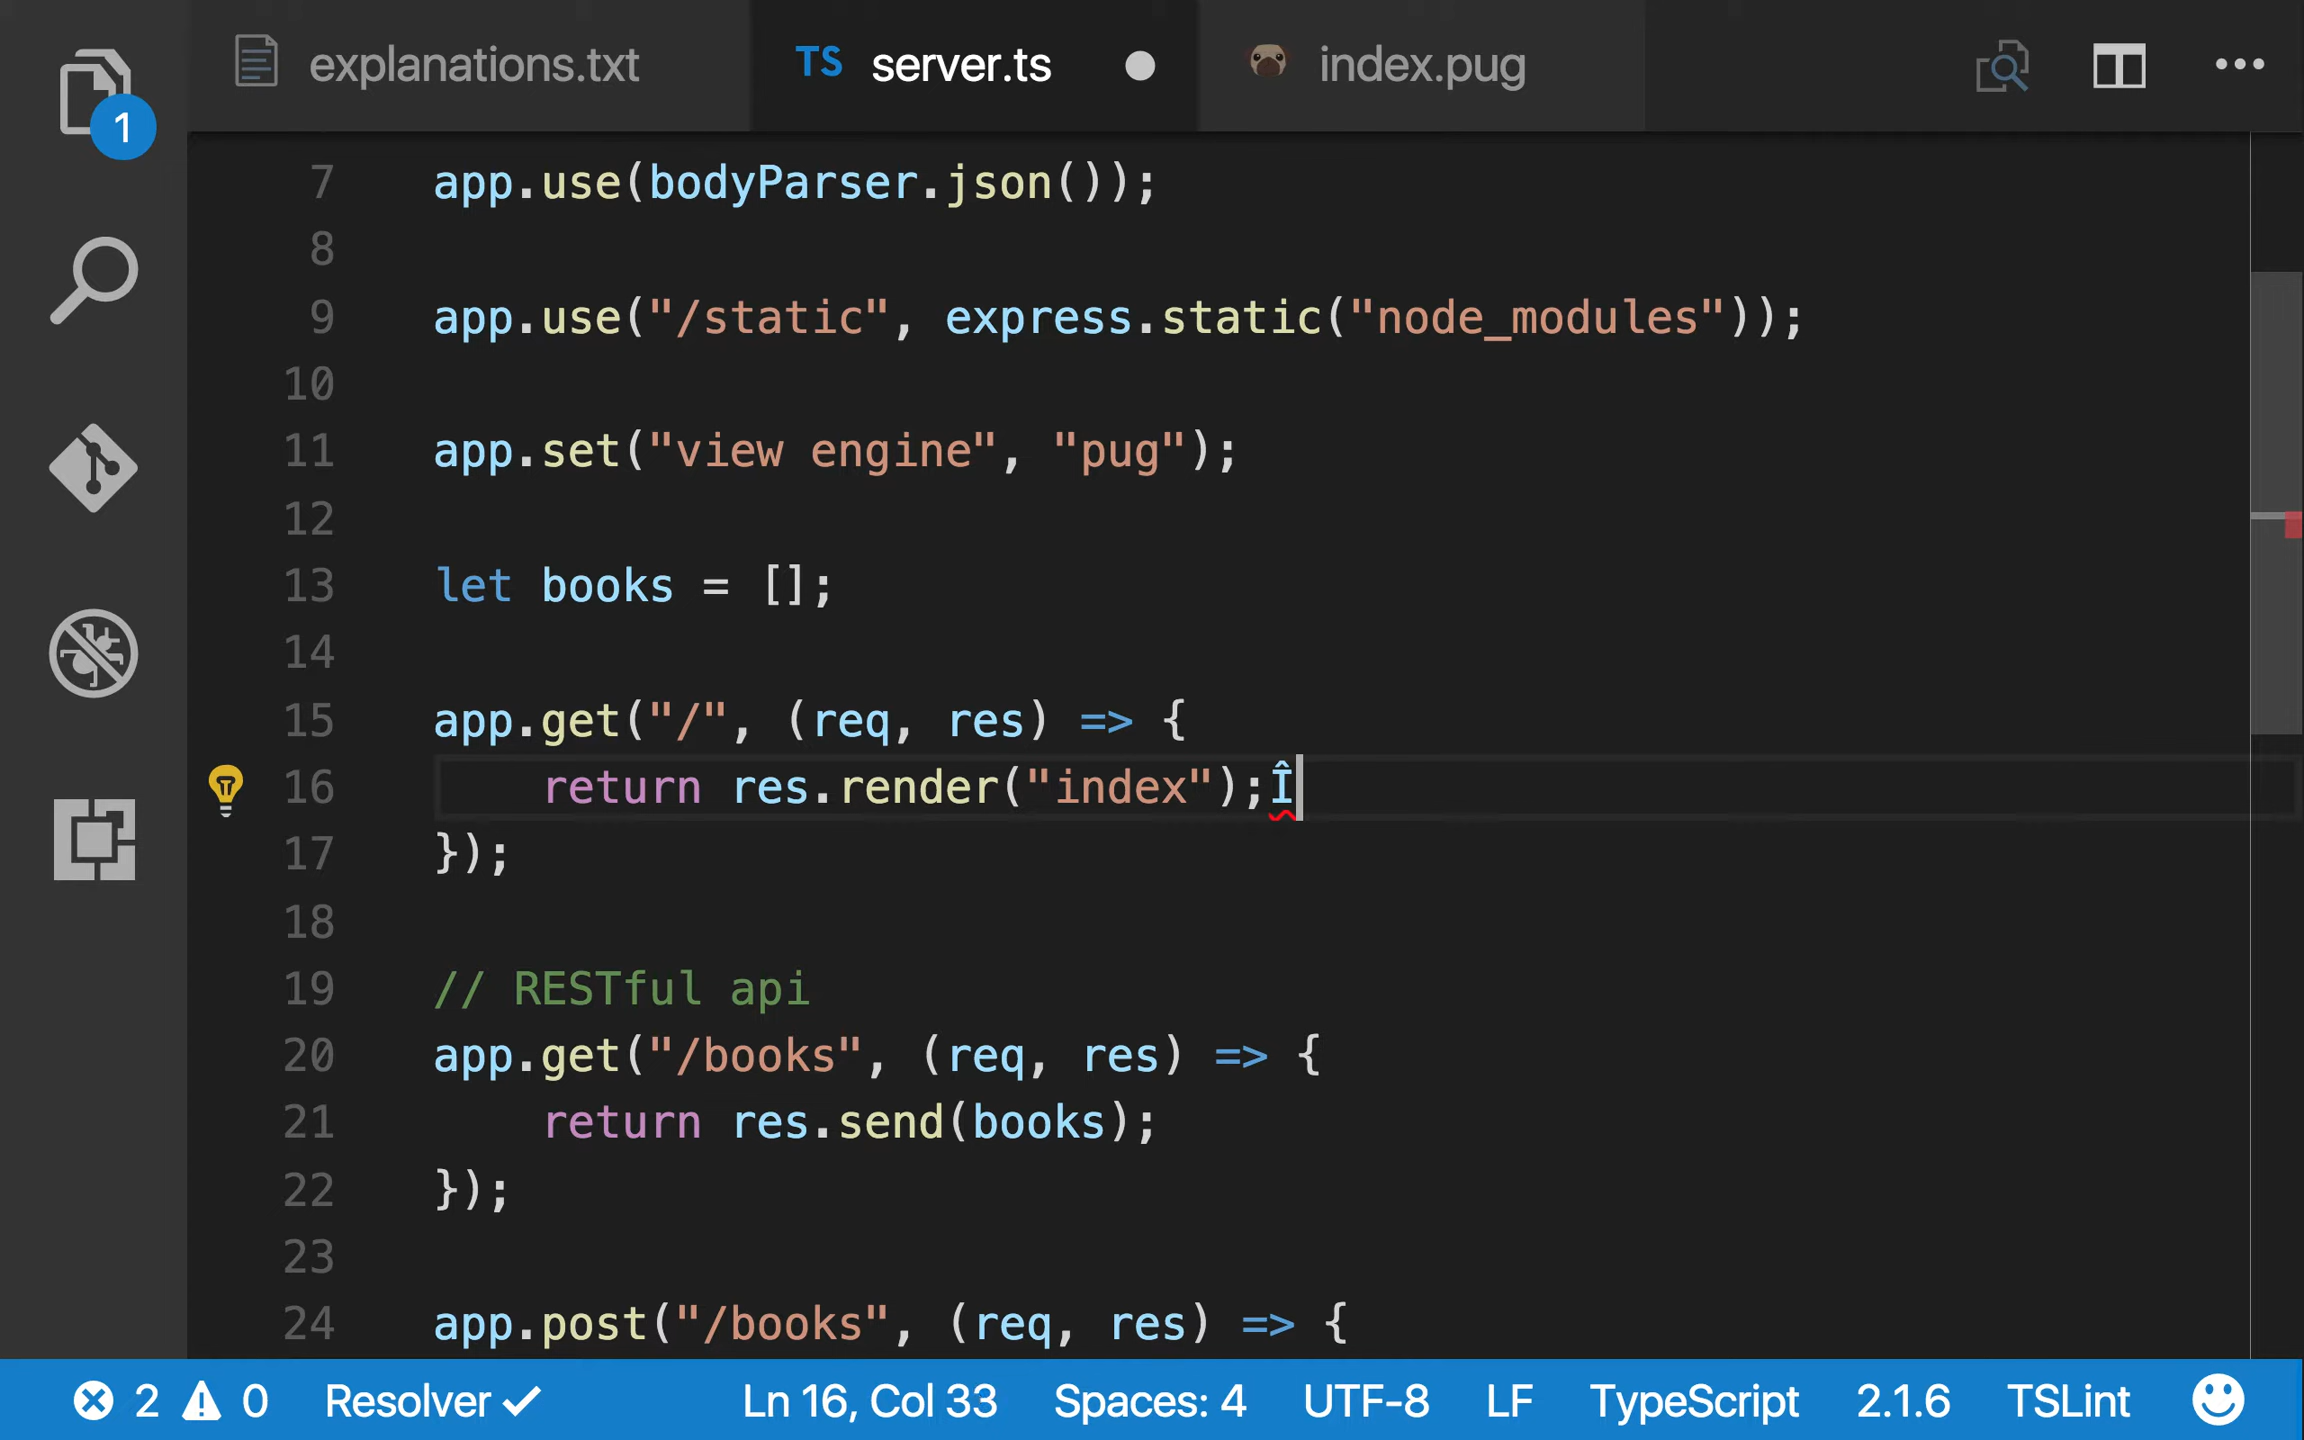 explanations.txt
TS server.ts
index.pug
1
7 app.use(bodyParser.json());
8
9 app.use("/static", express.static("node_modules"));
10
11 app.set("view engine", "pug");
12
13 let books = [];
14
15 app.get("/", (req, res) => {
16     return res.render("index");Î
17 });
18
19 // RESTful api
20 app.get("/books", (req, res) => {
21     return res.send(books);
22 });
23
24 app.post("/books", (req, res) => {
2 0 Resolver Ln 16, Col 33 Spaces: 4 UTF-8 LF TypeScript 2.1.6 TSLint